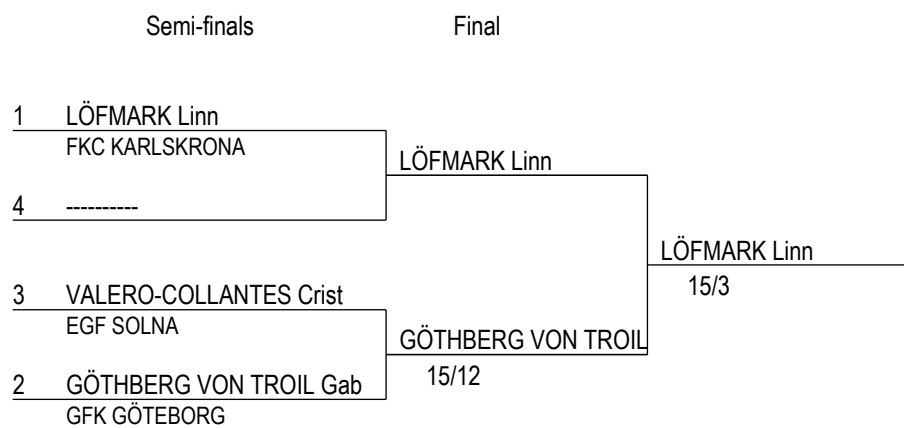 Semi-finals Final
1 LÖFMARK Linn
FKC KARLSKRONA
LÖFMARK Linn
4 ----------
LÖFMARK Linn
15/3
3 VALERO-COLLANTES Crist
EGF SOLNA
GÖTHBERG VON TROIL
15/12
2 GÖTHBERG VON TROIL Gab
GFK GÖTEBORG